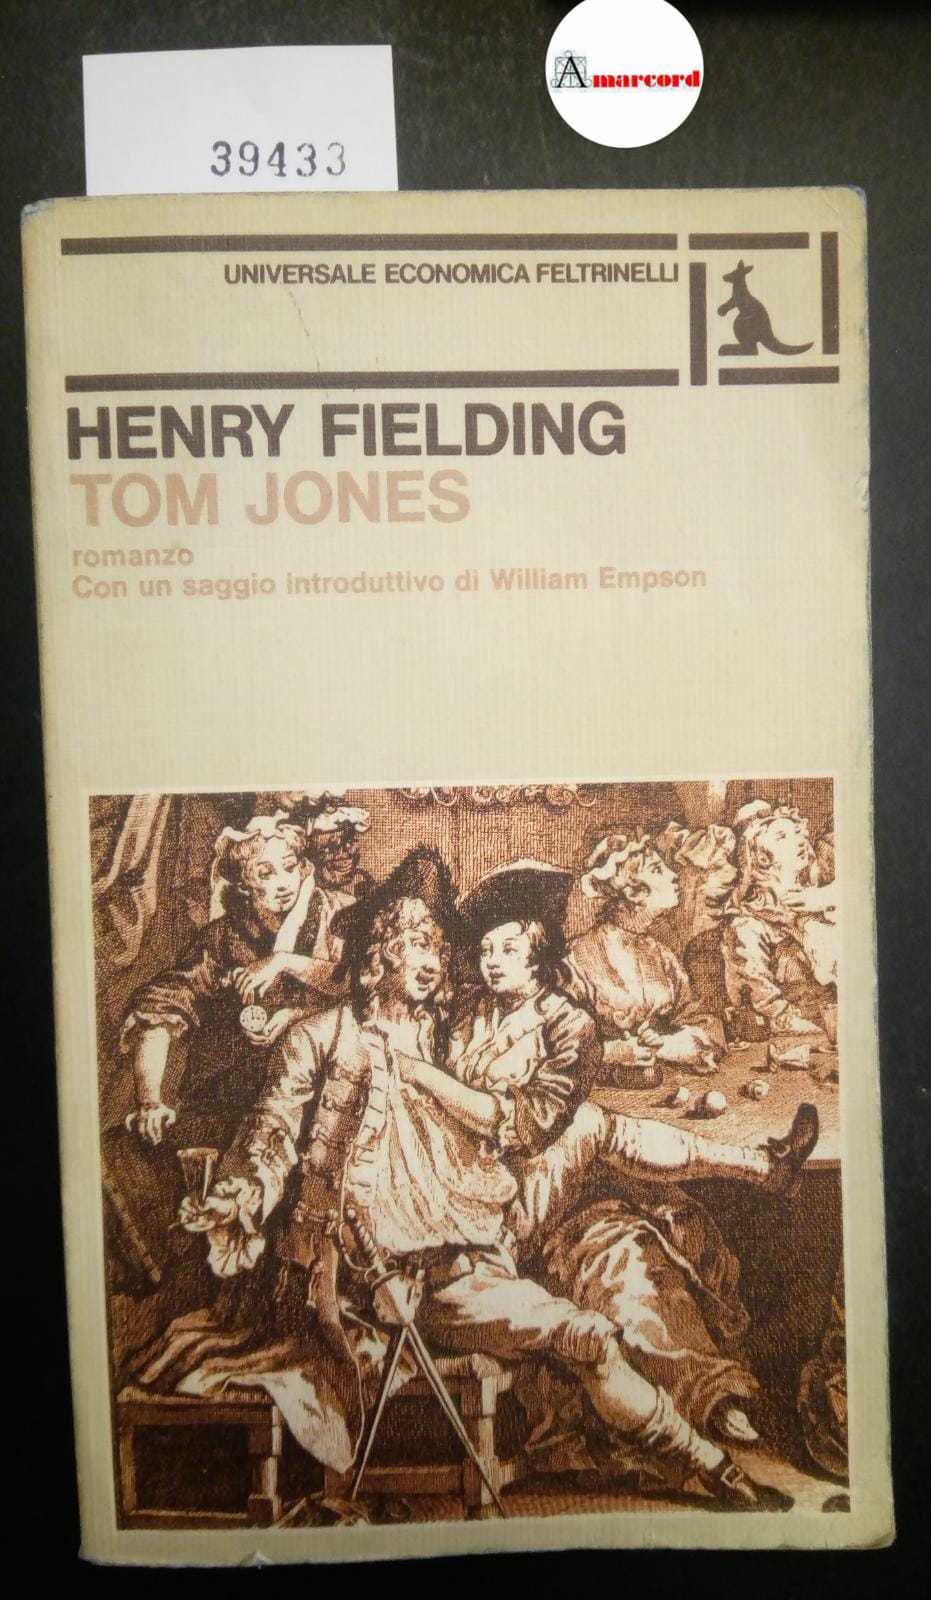 Amarcord
39433
UNIVERSALE ECONOMICA FELTRINELLI
HENRY FIELDING
TOM JONES
romanzo
Con un saggio introduttivo di William Empson